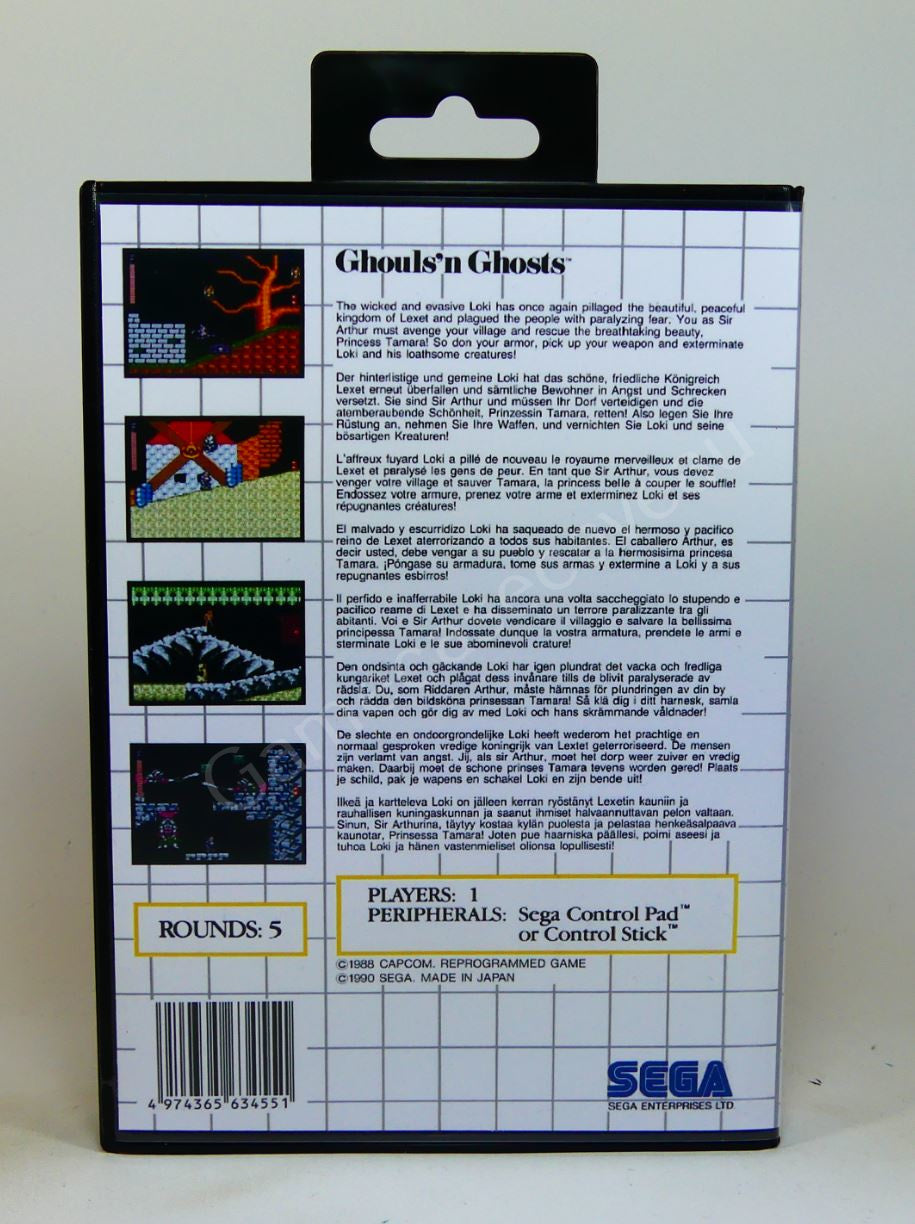 Ghouls'n Ghosts™
The wicked and evasive Loki has once again pillaged the beautiful, peaceful
kingdom of Lexet and plagued the people with paralyzing fear. You as Sir
Arthur must avenge your village and rescue the breathtaking beauty,
Princess Tamara! So don your armor, pick up your weapon and exterminate
Loki and his loathsome creatures!
Der hinterlistige und gemeine Loki hat das schöne, friedliche Königreich
Lexet erneut überfallen und sämtliche Bewohner in Angst und Schrecken
versetzt. Sie sind Sir Arthur und müssen Ihr Dorf verteidigen und die
atemberaubende Schönheit, Prinzessin Tamara, retten! Also legen Sie Ihre
Rüstung an, nehmen Sie Ihre Waffen, und vernichten Sie Loki und seine
bösartigen Kreaturen!
L'affreux fuyard Loki a pillé de nouveau le royaume merveilleux et clame de
Lexet et paralysé les gens de peur. En tant que Sir Arthur, vous devez
venger votre village et sauver Tamara, la princess belle à couper le souffle!
Endossez votre armure, prenez votre arme et exterminez Loki et ses
répugnantes créatures!
El malvado y escurridizo Loki ha saqueado de nuevo el hermoso y pacifico
reino de Lexet aterrorizando a todos sus habitantes. El caballero Arthur, es
decir usted, debe vengar a su pueblo y rescatar a la hermosisima princesa
Tamara. ¡Póngase su armadura, tome sus armas y extermine a Loki y a sus
repugnantes esbirros!
Il perfido e inafferrabile Loki ha ancora una volta saccheggiato lo stupendo e
pacifico reame di Lexet e ha disseminato un terrore paralizzante tra gli
abitanti. Voi e Sir Arthur dovete vendicare il villaggio e salvare la bellissima
principessa Tamara! Indossate dunque la vostra armatura, prendete le armi e
sterminate Loki e le sue abominevoli crature!
Den ondsinta och gäckande Loki har igen plundrat det vacka och fredliga
kungariket Lexet och plågat dess invånare tills de blivit paralyserade av
rädsla. Du, som Riddaren Arthur, måste hämnas för plundringen av din by
och rädda den bildsköna prinsessan Tamara! Så klä dig i ditt harnesk, samla
dina vapen och gör dig av med Loki och hans skrämmande våldnader!
De slechte en ondoorgrondelijke Loki heeft wederom het prachtige en
normaal gesproken vredige koningrijk van Lextet geterroriseerd. De mensen
zijn verlamt van angst. Jij, als sir Arthur, moet het dorp weer zuiver en vredig
maken. Daarbij moet de schone prinses Tamara tevens worden gered! Plaats
je schild, pak je wapens en schakel Loki en zijn bende uit!
Ilkeä ja kartteleva Loki on jälleen kerran ryöstänyt Lexetin kauniin ja
rauhallisen kuningaskunnan ja saanut ihmiset halvaannuttavan pelon valtaan.
Sinun, Sir Arthurina, täytyy kostaa kylän puolesta ja pelastaa henkeäsalpaava
kaunotar, Prinsessa Tamara! Joten pue haarniska päällesi, poimi aseesi ja
tuhoa Loki ja hänen vastenmieliset olionsa lopullisesti!
PLAYERS: 1
PERIPHERALS: Sega Control Pad™
or Control Stick™
ROUNDS: 5
©1988 CAPCOM. REPROGRAMMED GAME
©1990 SEGA. MADE IN JAPAN
4 974365 634551
SEGA
SEGA ENTERPRISES LTD.